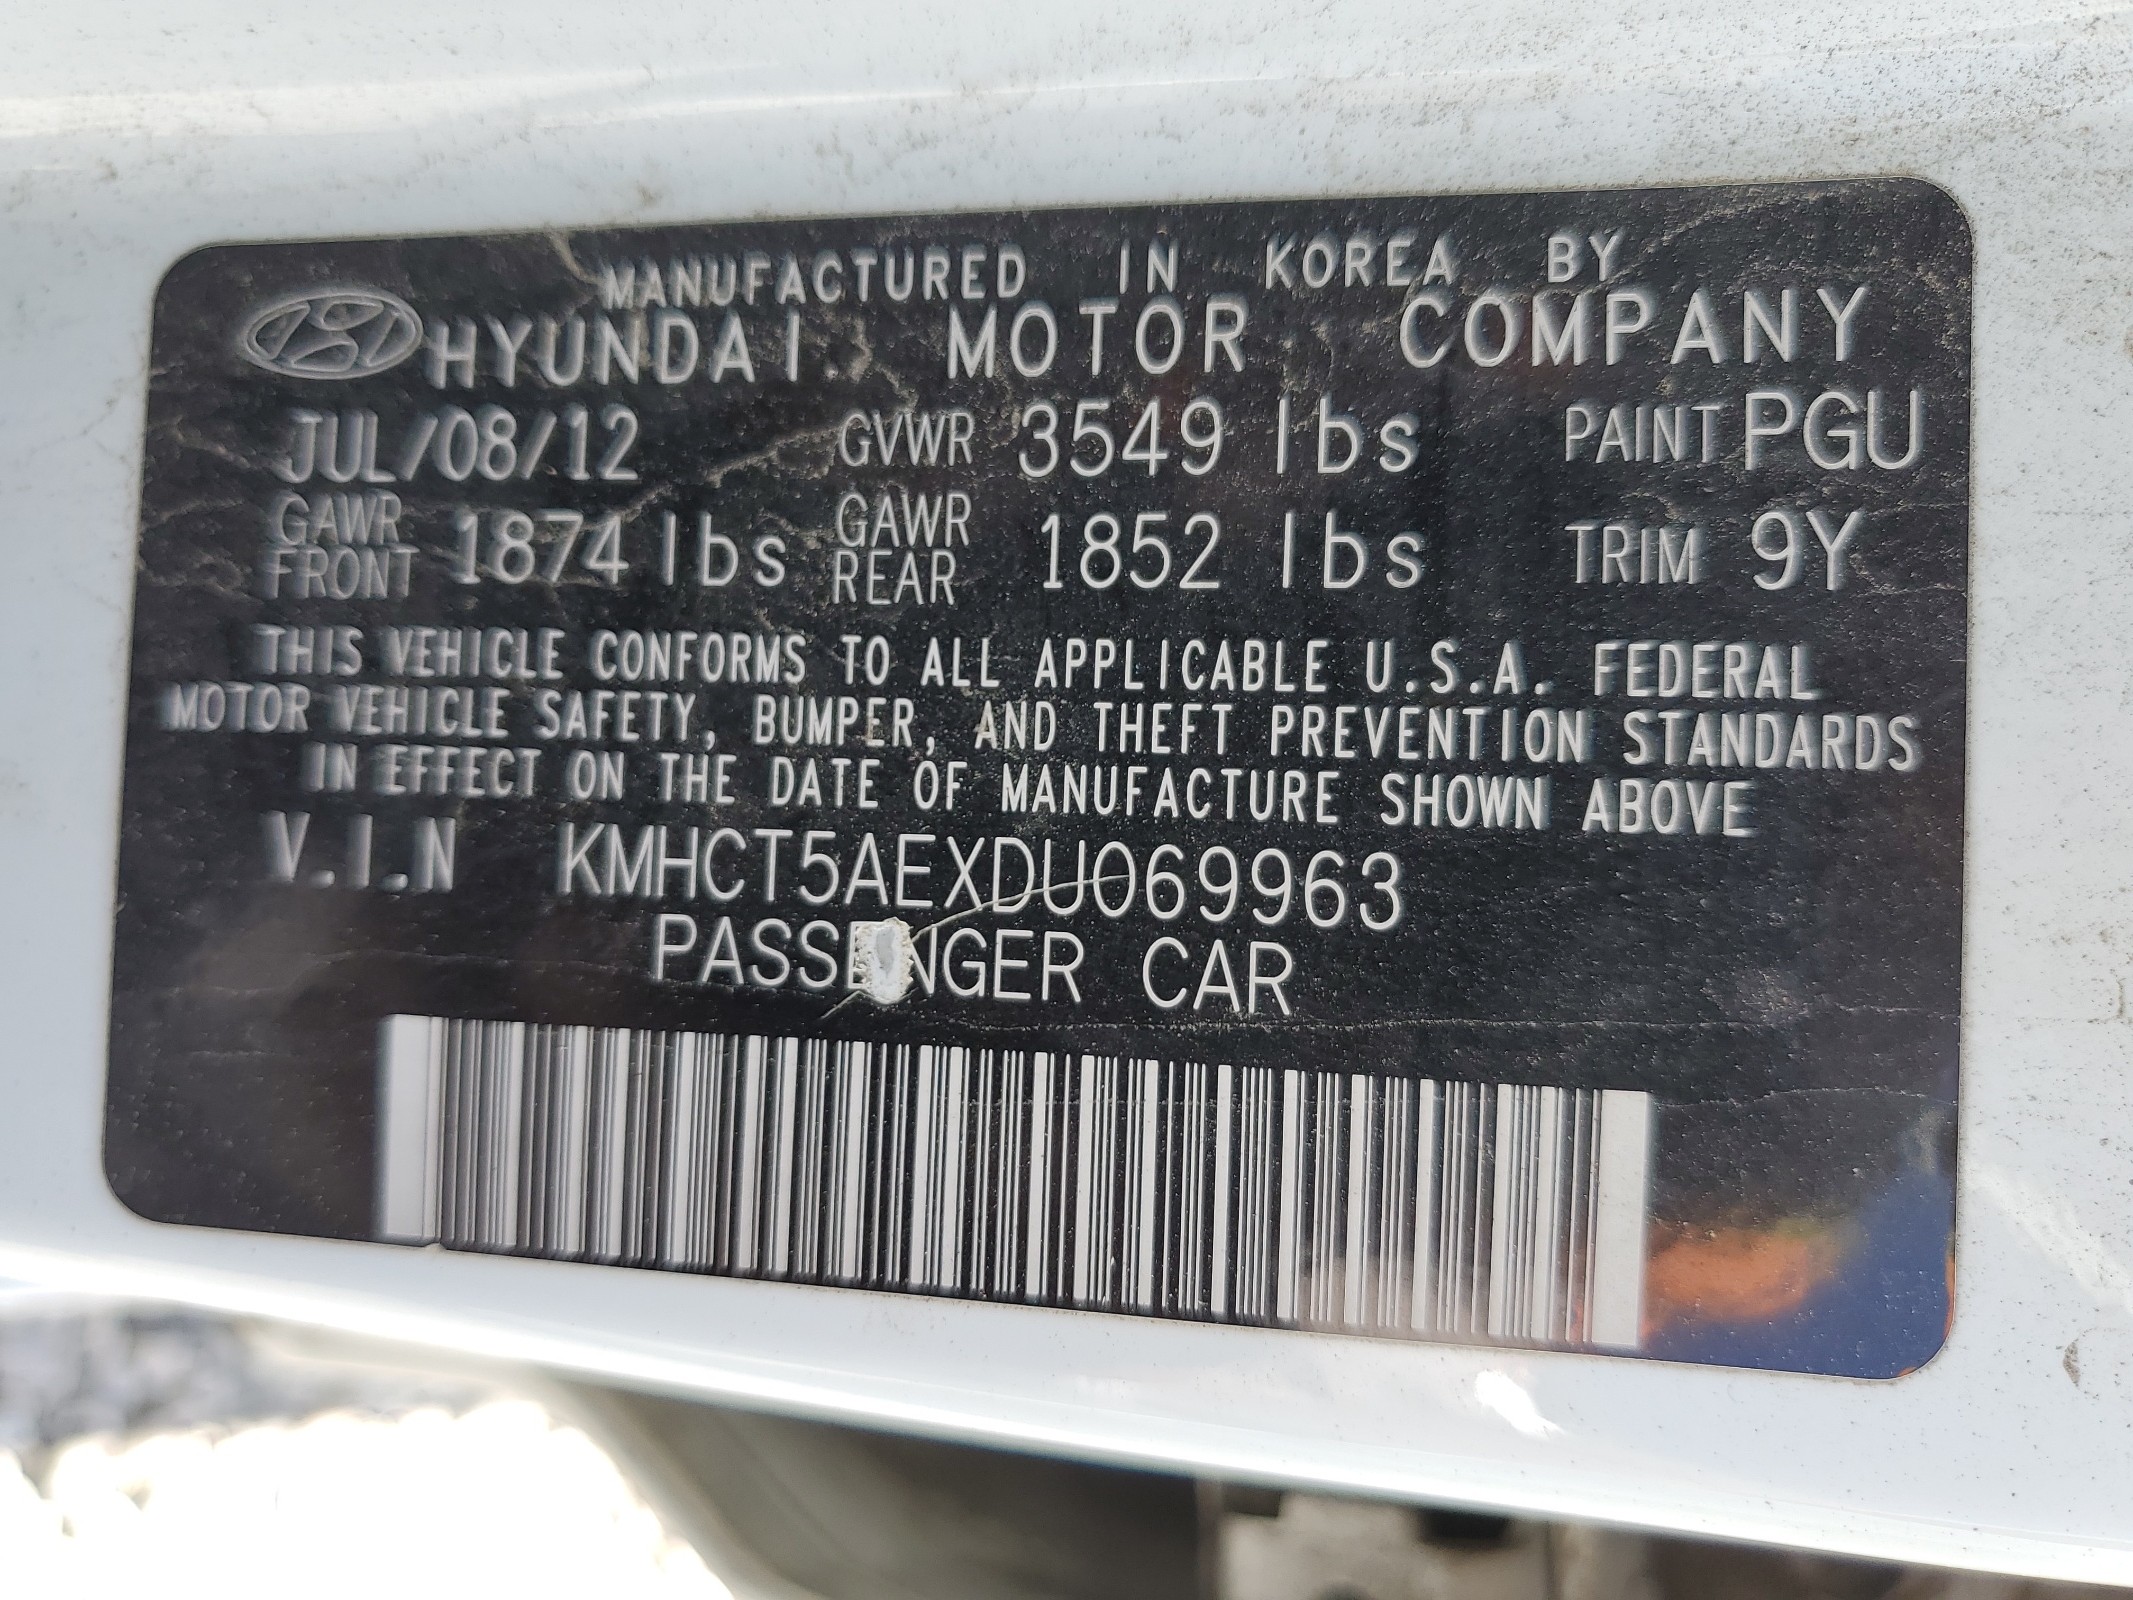 MANUFACTURED IN KOREA BY
HYUNDAI MOTOR COMPANY
JUL/08/12 GVWR 3549 lbs PAINT PGU
GAWR FRONT 1874 lbs GAWR REAR 1852 lbs TRIM 9Y
THIS VEHICLE CONFORMS TO ALL APPLICABLE U.S.A. FEDERAL
MOTOR VEHICLE SAFETY, BUMPER, AND THEFT PREVENTION STANDARDS
IN EFFECT ON THE DATE OF MANUFACTURE SHOWN ABOVE
V.I.N KMHCT5AEXDU069963
PASSENGER CAR